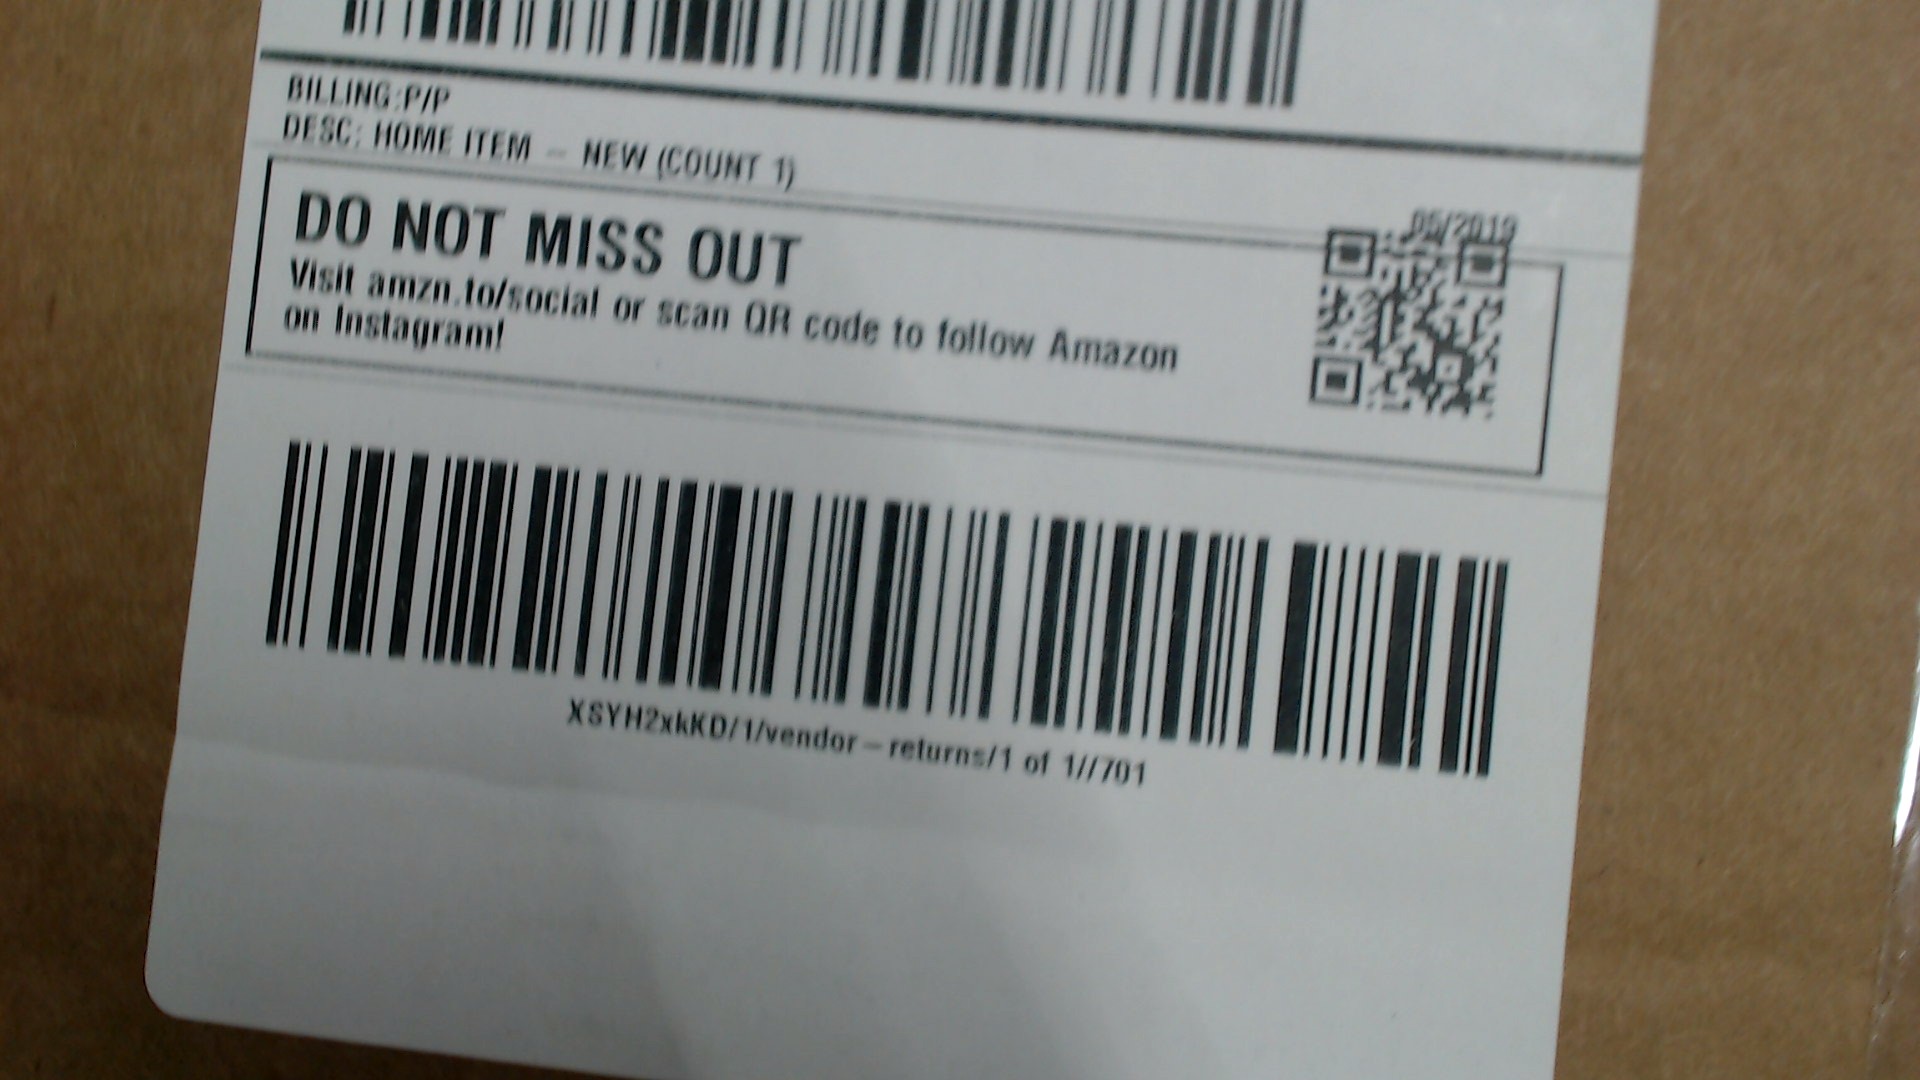 BILLING:P/P
DESC: HOME ITEM – NEW (COUNT 1)
05/2019
DO NOT MISS OUT
Visit amzn.to/social or scan QR code to follow Amazon
on Instagram!
XSYH2xkKD/1/vendor–returns/1 of 1//701